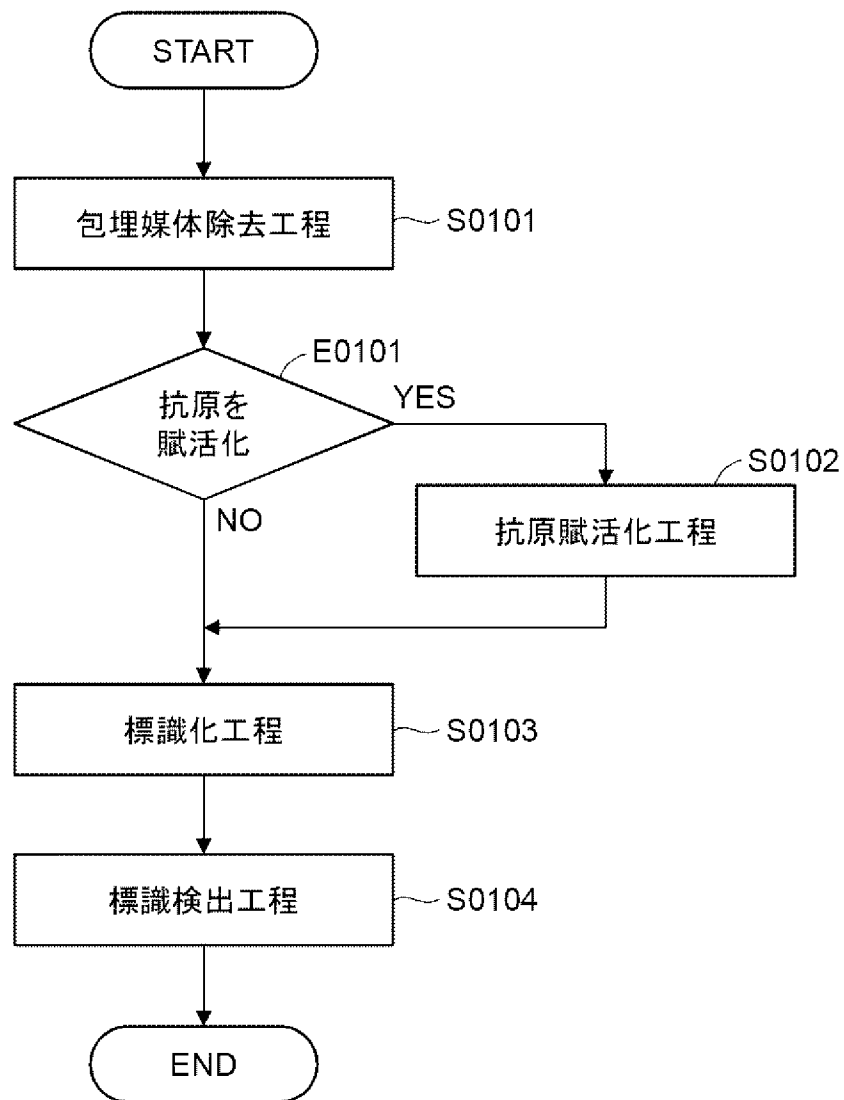 START
包埋媒体除去工程
S0101
E0101
抗原を
賦活化
YES
NO
S0102
抗原賦活化工程
標識化工程
S0103
標識検出工程
S0104
END